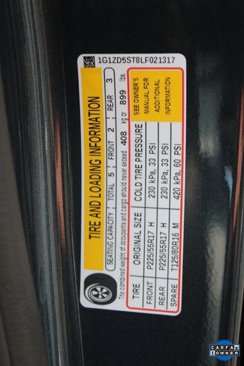 1G1ZD5ST8LF021317
TIRE AND LOADING INFORMATION
SEATING CAPACITY TOTAL 5 FRONT 2 REAR 3
The combined weight of occupants and cargo should never exceed 408 kg or 899 lbs.
TIRE ORIGINAL SIZE COLD TIRE PRESSURE
FRONT P225/55R17 H 230 kPa, 33 PSI
REAR P225/55R17 H 230 kPa, 33 PSI
SPARE T125/80R16 M 420 kPa, 60 PSI
SEE OWNER'S
MANUAL FOR
ADDITIONAL
INFORMATION
CARFAX
1 OWNER